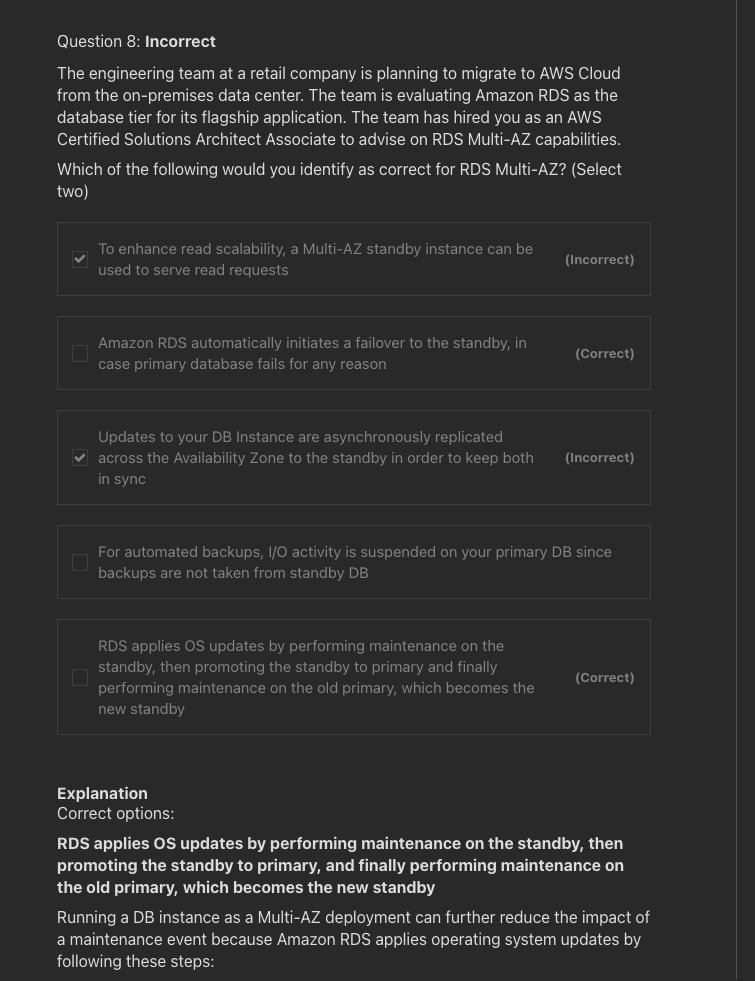 Question 8: Incorrect
The engineering team at a retail company is planning to migrate to AWS Cloud
from the on-premises data center. The team is evaluating Amazon RDS as the
database tier for its flagship application. The team has hired you as an AWS
Certified Solutions Architect Associate to advise on RDS Multi-AZ capabilities.
Which of the following would you identify as correct for RDS Multi-AZ? (Select
two)
To enhance read scalability, a Multi-AZ standby instance can be
used to serve read requests
(Incorrect)
Amazon RDS automatically initiates a failover to the standby, in
case primary database fails for any reason
(Correct)
Updates to your DB Instance are asynchronously replicated
across the Availability Zone to the standby in order to keep both
in sync
(Incorrect)
For automated backups, I/O activity is suspended on your primary DB since
backups are not taken from standby DB
RDS applies OS updates by performing maintenance on the
standby, then promoting the standby to primary and finally
performing maintenance on the old primary, which becomes the
new standby
(Correct)
Explanation
Correct options:
RDS applies OS updates by performing maintenance on the standby, then
promoting the standby to primary, and finally performing maintenance on
the old primary, which becomes the new standby
Running a DB instance as a Multi-AZ deployment can further reduce the impact of
a maintenance event because Amazon RDS applies operating system updates by
following these steps: